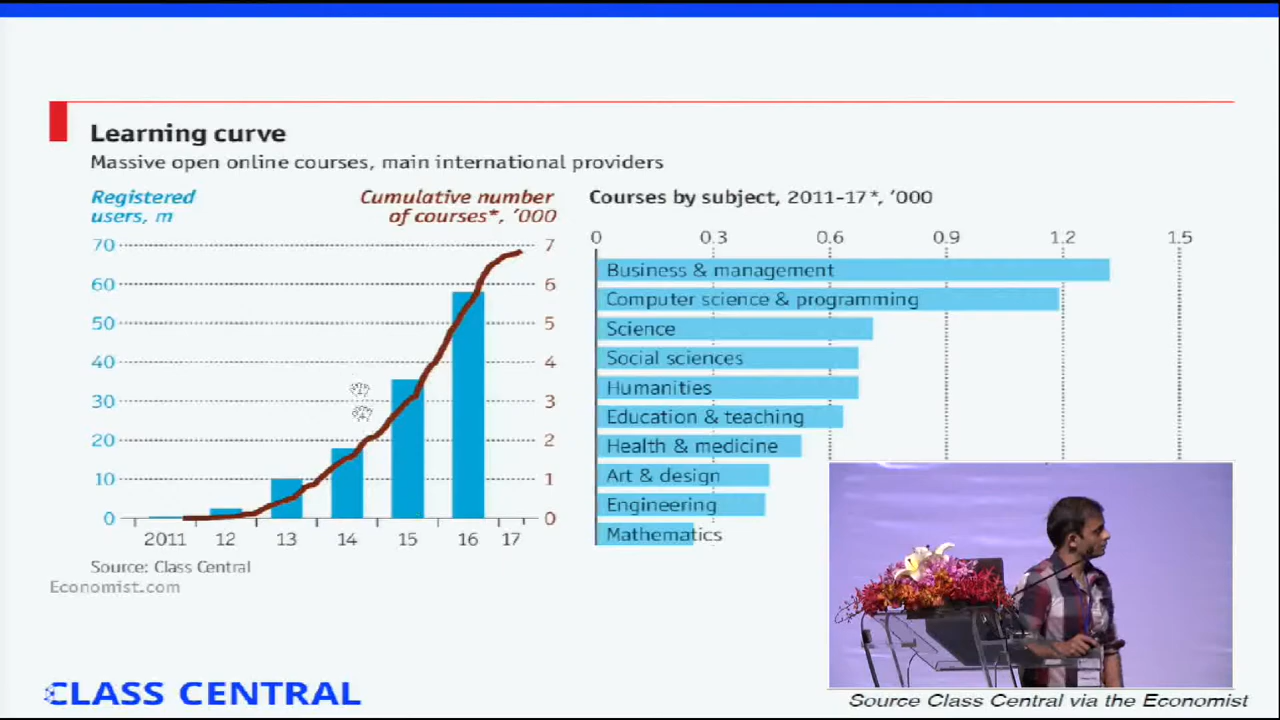 Learning curve
Massive open online courses, main international providers
Registered
users, m
Cumulative number
of courses*, ’000
70
60
50
40
30
20
10
0
7
6
5
4
3
2
1
0
2011 12 13 14 15 16 17
Source: Class Central
Economist.com
Courses by subject, 2011-17*, ’000
0 0.3 0.6 0.9 1.2 1.5
Business & management
Computer science & programming
Science
Social sciences
Humanities
Education & teaching
Health & medicine
Art & design
Engineering
Mathematics
CLASS CENTRAL
Source Class Central via the Economist